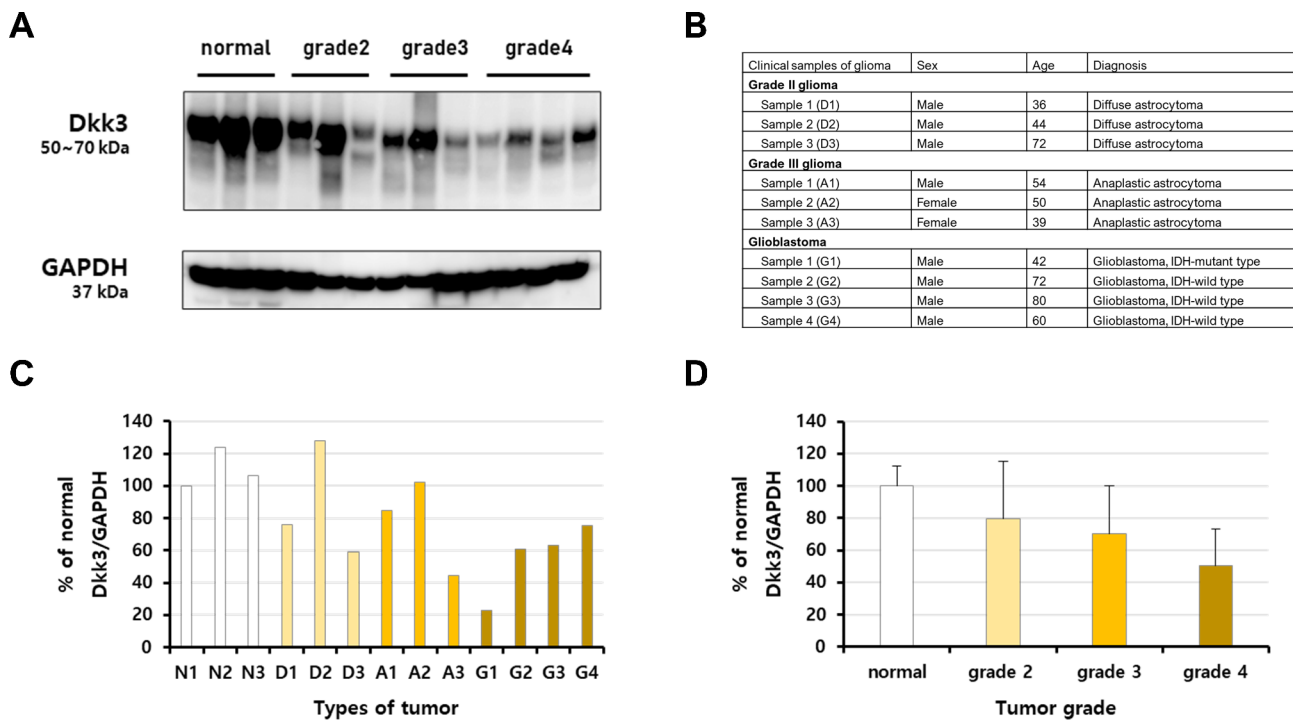 A
normal grade2 grade3 grade4
Dkk3
50~70 kDa
GAPDH
37 kDa
B
Clinical samples of glioma Sex Age Diagnosis
Grade II glioma
Sample 1 (D1) Male 36 Diffuse astrocytoma
Sample 2 (D2) Male 44 Diffuse astrocytoma
Sample 3 (D3) Male 72 Diffuse astrocytoma
Grade III glioma
Sample 1 (A1) Male 54 Anaplastic astrocytoma
Sample 2 (A2) Female 50 Anaplastic astrocytoma
Sample 3 (A3) Female 39 Anaplastic astrocytoma
Glioblastoma
Sample 1 (G1) Male 42 Glioblastoma, IDH-mutant type
Sample 2 (G2) Male 72 Glioblastoma, IDH-wild type
Sample 3 (G3) Male 80 Glioblastoma, IDH-wild type
Sample 4 (G4) Male 60 Glioblastoma, IDH-wild type
C
% of normal
Dkk3/GAPDH
140
120
100
80
60
40
20
0
N1 N2 N3 D1 D2 D3 A1 A2 A3 G1 G2 G3 G4
Types of tumor
D
% of normal
Dkk3/GAPDH
140
120
100
80
60
40
20
0
normal grade 2 grade 3 grade 4
Tumor grade